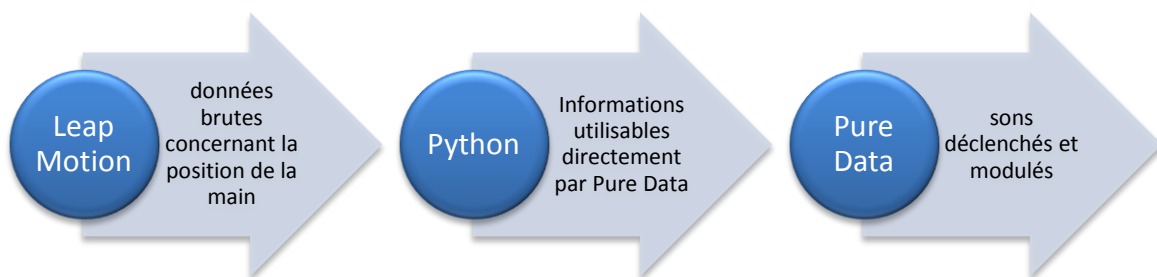 Leap
Motion
données
brutes
concernant la
position de la
main
Python
Informations
utilisables
directement
par Pure Data
Pure
Data
sons
déclenchés et
modulés